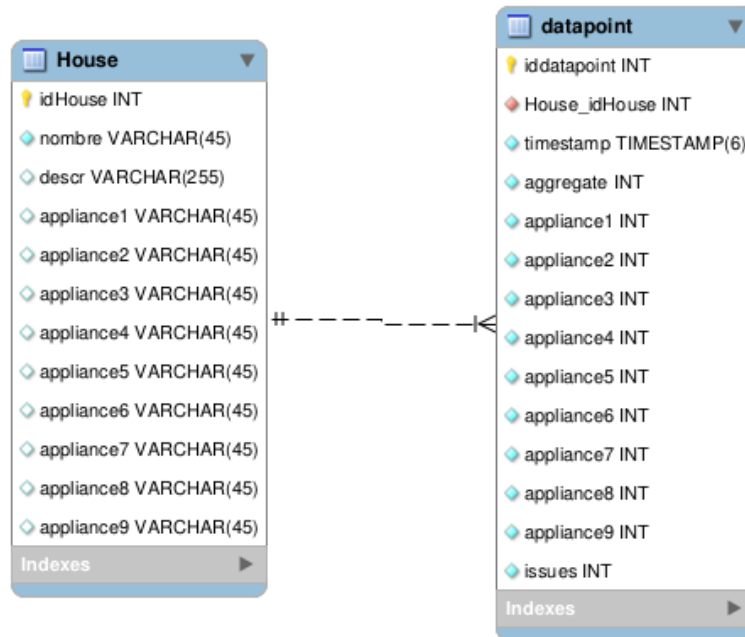 House
idHouse INT
nombre VARCHAR(45)
descr VARCHAR(255)
appliance1 VARCHAR(45)
appliance2 VARCHAR(45)
appliance3 VARCHAR(45)
appliance4 VARCHAR(45)
appliance5 VARCHAR(45)
appliance6 VARCHAR(45)
appliance7 VARCHAR(45)
appliance8 VARCHAR(45)
appliance9 VARCHAR(45)
Indexes
datapoint
iddatapoint INT
House_idHouse INT
timestamp TIMESTAMP(6)
aggregate INT
appliance1 INT
appliance2 INT
appliance3 INT
appliance4 INT
appliance5 INT
appliance6 INT
appliance7 INT
appliance8 INT
appliance9 INT
issues INT
Indexes